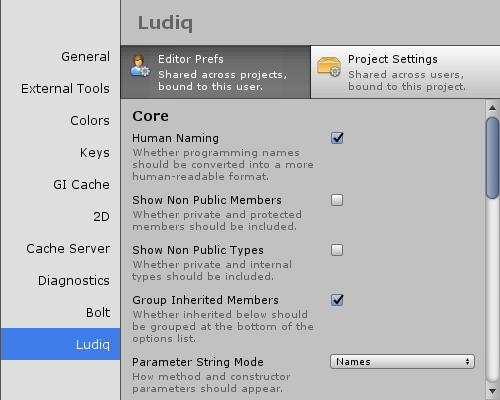 Ludiq
General
External Tools
Colors
Keys
GI Cache
2D
Cache Server
Diagnostics
Bolt
Ludiq
Editor Prefs
Shared across projects,
bound to this user.
Project Settings
Shared across users,
bound to this project.
Core
Human Naming
Whether programming names
should be converted into a more
human-readable format.
Show Non Public Members
Whether private and protected
members should be included.
Show Non Public Types
Whether private and internal
types should be included.
Group Inherited Members
Whether inherited below should
be grouped at the bottom of the
options list.
Parameter String Mode
Names
How method and constructor
parameters should appear.